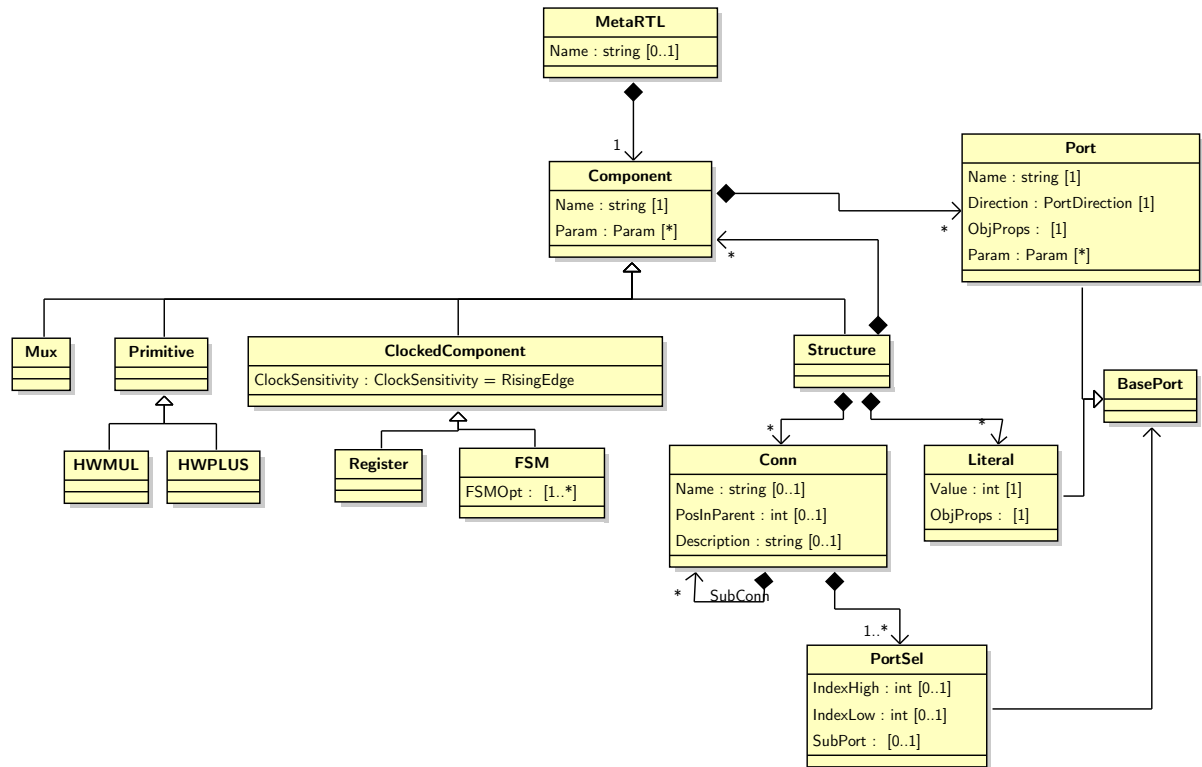 MetaRTL
Name : string [0..1]
1
Component
Name : string [1]
Param : Param [*]
*
*
Port
Name : string [1]
Direction : PortDirection [1]
ObjProps : [1]
Param : Param [*]
Mux
Primitive
ClockedComponent
ClockSensitivity : ClockSensitivity = RisingEdge
Structure
BasePort
HWMUL
HWPLUS
Register
FSM
FSMOpt : [1..*]
*
*
Conn
Name : string [0..1]
PosInParent : int [0..1]
Description : string [0..1]
Literal
Value : int [1]
ObjProps : [1]
*
SubConn
1..*
PortSel
IndexHigh : int [0..1]
IndexLow : int [0..1]
SubPort : [0..1]